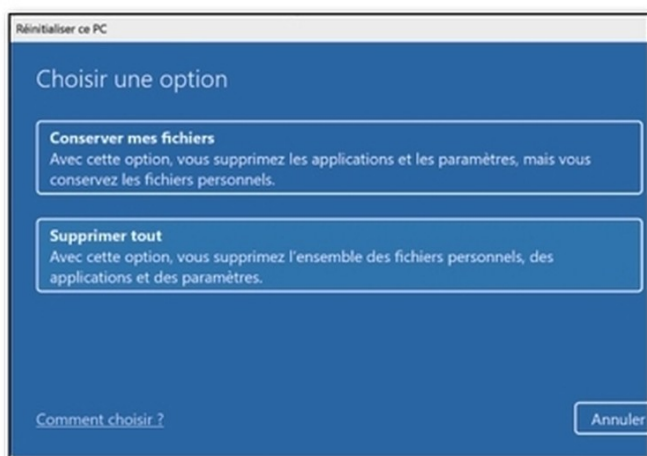 Réinitialiser ce PC
Choisir une option
Conserver mes fichiers
Avec cette option, vous supprimez les applications et les paramètres, mais vous
conservez les fichiers personnels.
Supprimer tout
Avec cette option, vous supprimez l'ensemble des fichiers personnels, des
applications et des paramètres.
Comment choisir ?
Annuler